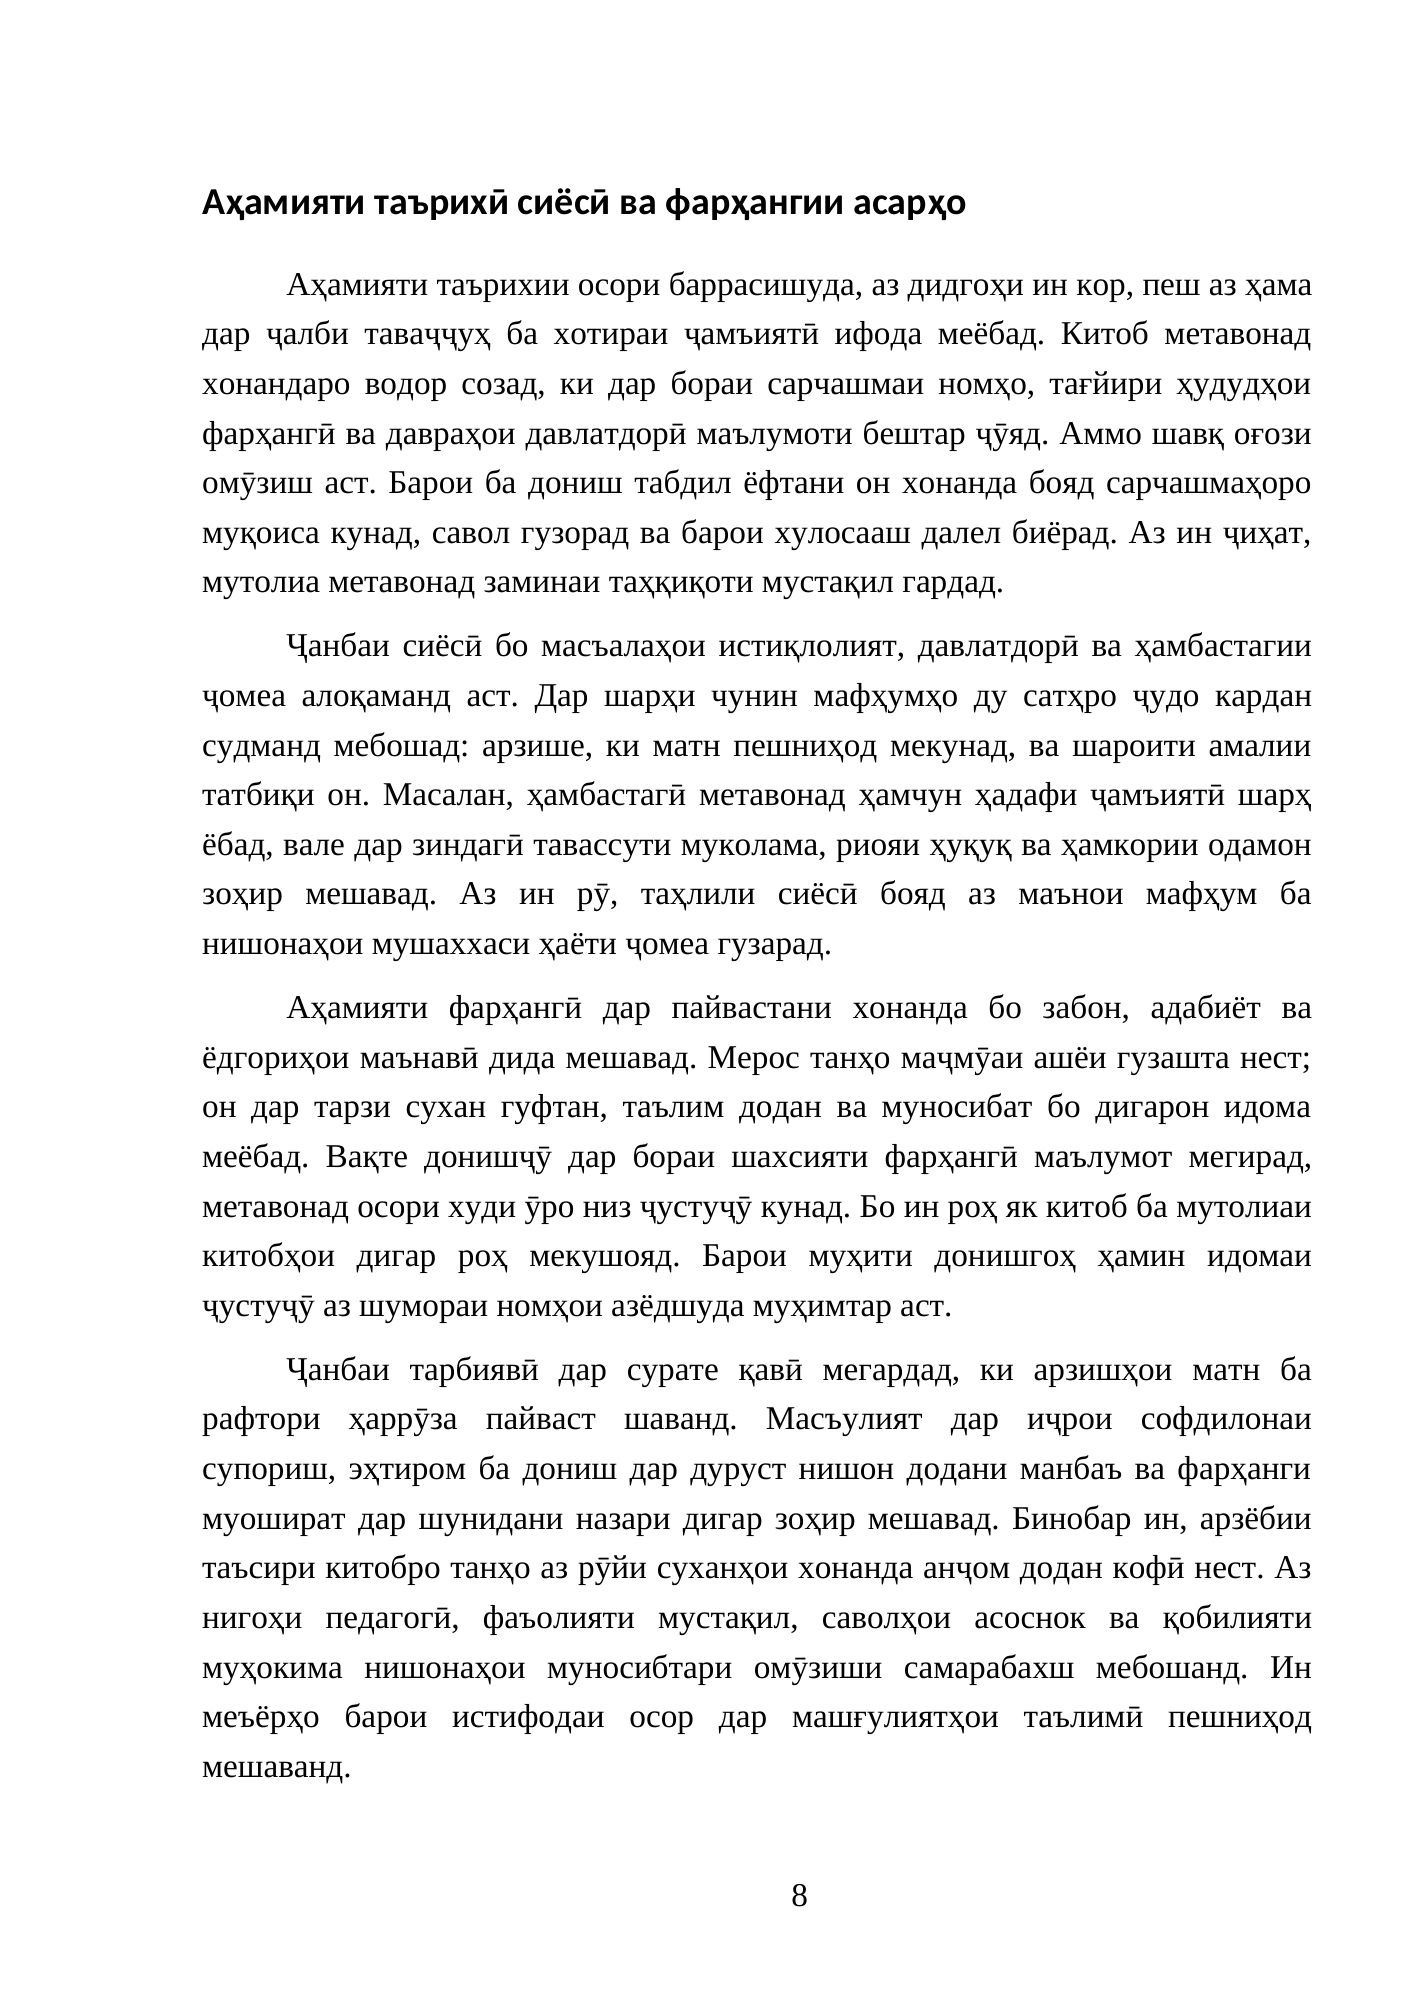 Аҳамияти таърихӣ сиёсӣ ва фарҳангии асарҳо
Аҳамияти таърихии осори баррасишуда, аз дидгоҳи ин кор, пеш аз ҳама
дар ҷалби таваҷҷуҳ ба хотираи ҷамъиятӣ ифода меёбад. Китоб метавонад
хонандаро водор созад, ки дар бораи сарчашмаи номҳо, тағйири ҳудудҳои
фарҳангӣ ва давраҳои давлатдорӣ маълумоти бештар ҷӯяд. Аммо шавқ оғози
омӯзиш аст. Барои ба дониш табдил ёфтани он хонанда бояд сарчашмаҳоро
муқоиса кунад, савол гузорад ва барои хулосааш далел биёрад. Аз ин ҷиҳат,
мутолиа метавонад заминаи таҳқиқоти мустақил гардад.
Ҷанбаи сиёсӣ бо масъалаҳои истиқлолият, давлатдорӣ ва ҳамбастагии
ҷомеа алоқаманд аст. Дар шарҳи чунин мафҳумҳо ду сатҳро ҷудо кардан
судманд мебошад: арзише, ки матн пешниҳод мекунад, ва шароити амалии
татбиқи он. Масалан, ҳамбастагӣ метавонад ҳамчун ҳадафи ҷамъиятӣ шарҳ
ёбад, вале дар зиндагӣ тавассути муколама, риояи ҳуқуқ ва ҳамкории одамон
зоҳир мешавад. Аз ин рӯ, таҳлили сиёсӣ бояд аз маънои мафҳум ба
нишонаҳои мушаххаси ҳаёти ҷомеа гузарад.
Аҳамияти фарҳангӣ дар пайвастани хонанда бо забон, адабиёт ва
ёдгориҳои маънавӣ дида мешавад. Мерос танҳо маҷмӯаи ашёи гузашта нест;
он дар тарзи сухан гуфтан, таълим додан ва муносибат бо дигарон идома
меёбад. Вақте донишҷӯ дар бораи шахсияти фарҳангӣ маълумот мегирад,
метавонад осори худи ӯро низ ҷустуҷӯ кунад. Бо ин роҳ як китоб ба мутолиаи
китобҳои дигар роҳ мекушояд. Барои муҳити донишгоҳ ҳамин идомаи
ҷустуҷӯ аз шумораи номҳои азёдшуда муҳимтар аст.
Ҷанбаи тарбиявӣ дар сурате қавӣ мегардад, ки арзишҳои матн ба
рафтори ҳаррӯза пайваст шаванд. Масъулият дар иҷрои софдилонаи
супориш, эҳтиром ба дониш дар дуруст нишон додани манбаъ ва фарҳанги
муошират дар шунидани назари дигар зоҳир мешавад. Бинобар ин, арзёбии
таъсири китобро танҳо аз рӯйи суханҳои хонанда анҷом додан кофӣ нест. Аз
нигоҳи педагогӣ, фаъолияти мустақил, саволҳои асоснок ва қобилияти
муҳокима нишонаҳои муносибтари омӯзиши самарабахш мебошанд. Ин
меъёрҳо барои истифодаи осор дар машғулиятҳои таълимӣ пешниҳод
мешаванд.
8